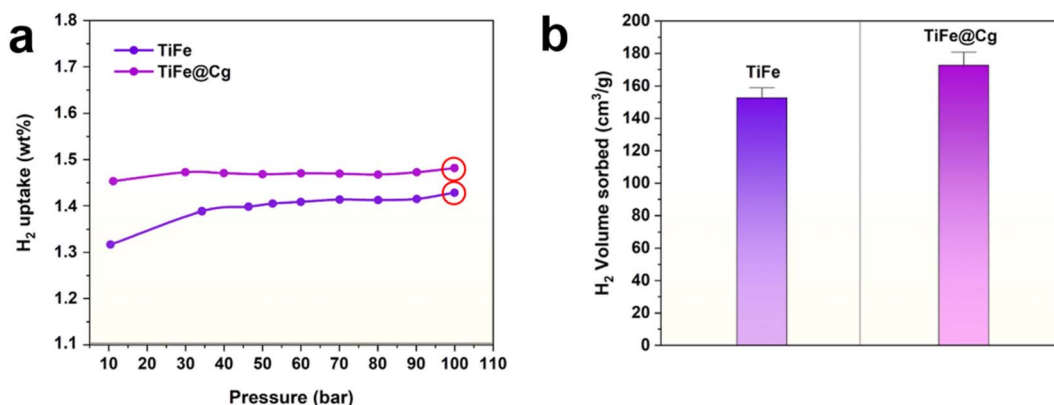 a
TiFe
TiFe@Cg
H₂ uptake (wt%)
1.8
1.7
1.6
1.5
1.4
1.3
1.2
1.1
10 20 30 40 50 60 70 80 90 100 110
Pressure (bar)
b
H₂ Volume sorbed (cm³/g)
200
180
160
140
120
100
80
60
40
20
0
TiFe
TiFe@Cg